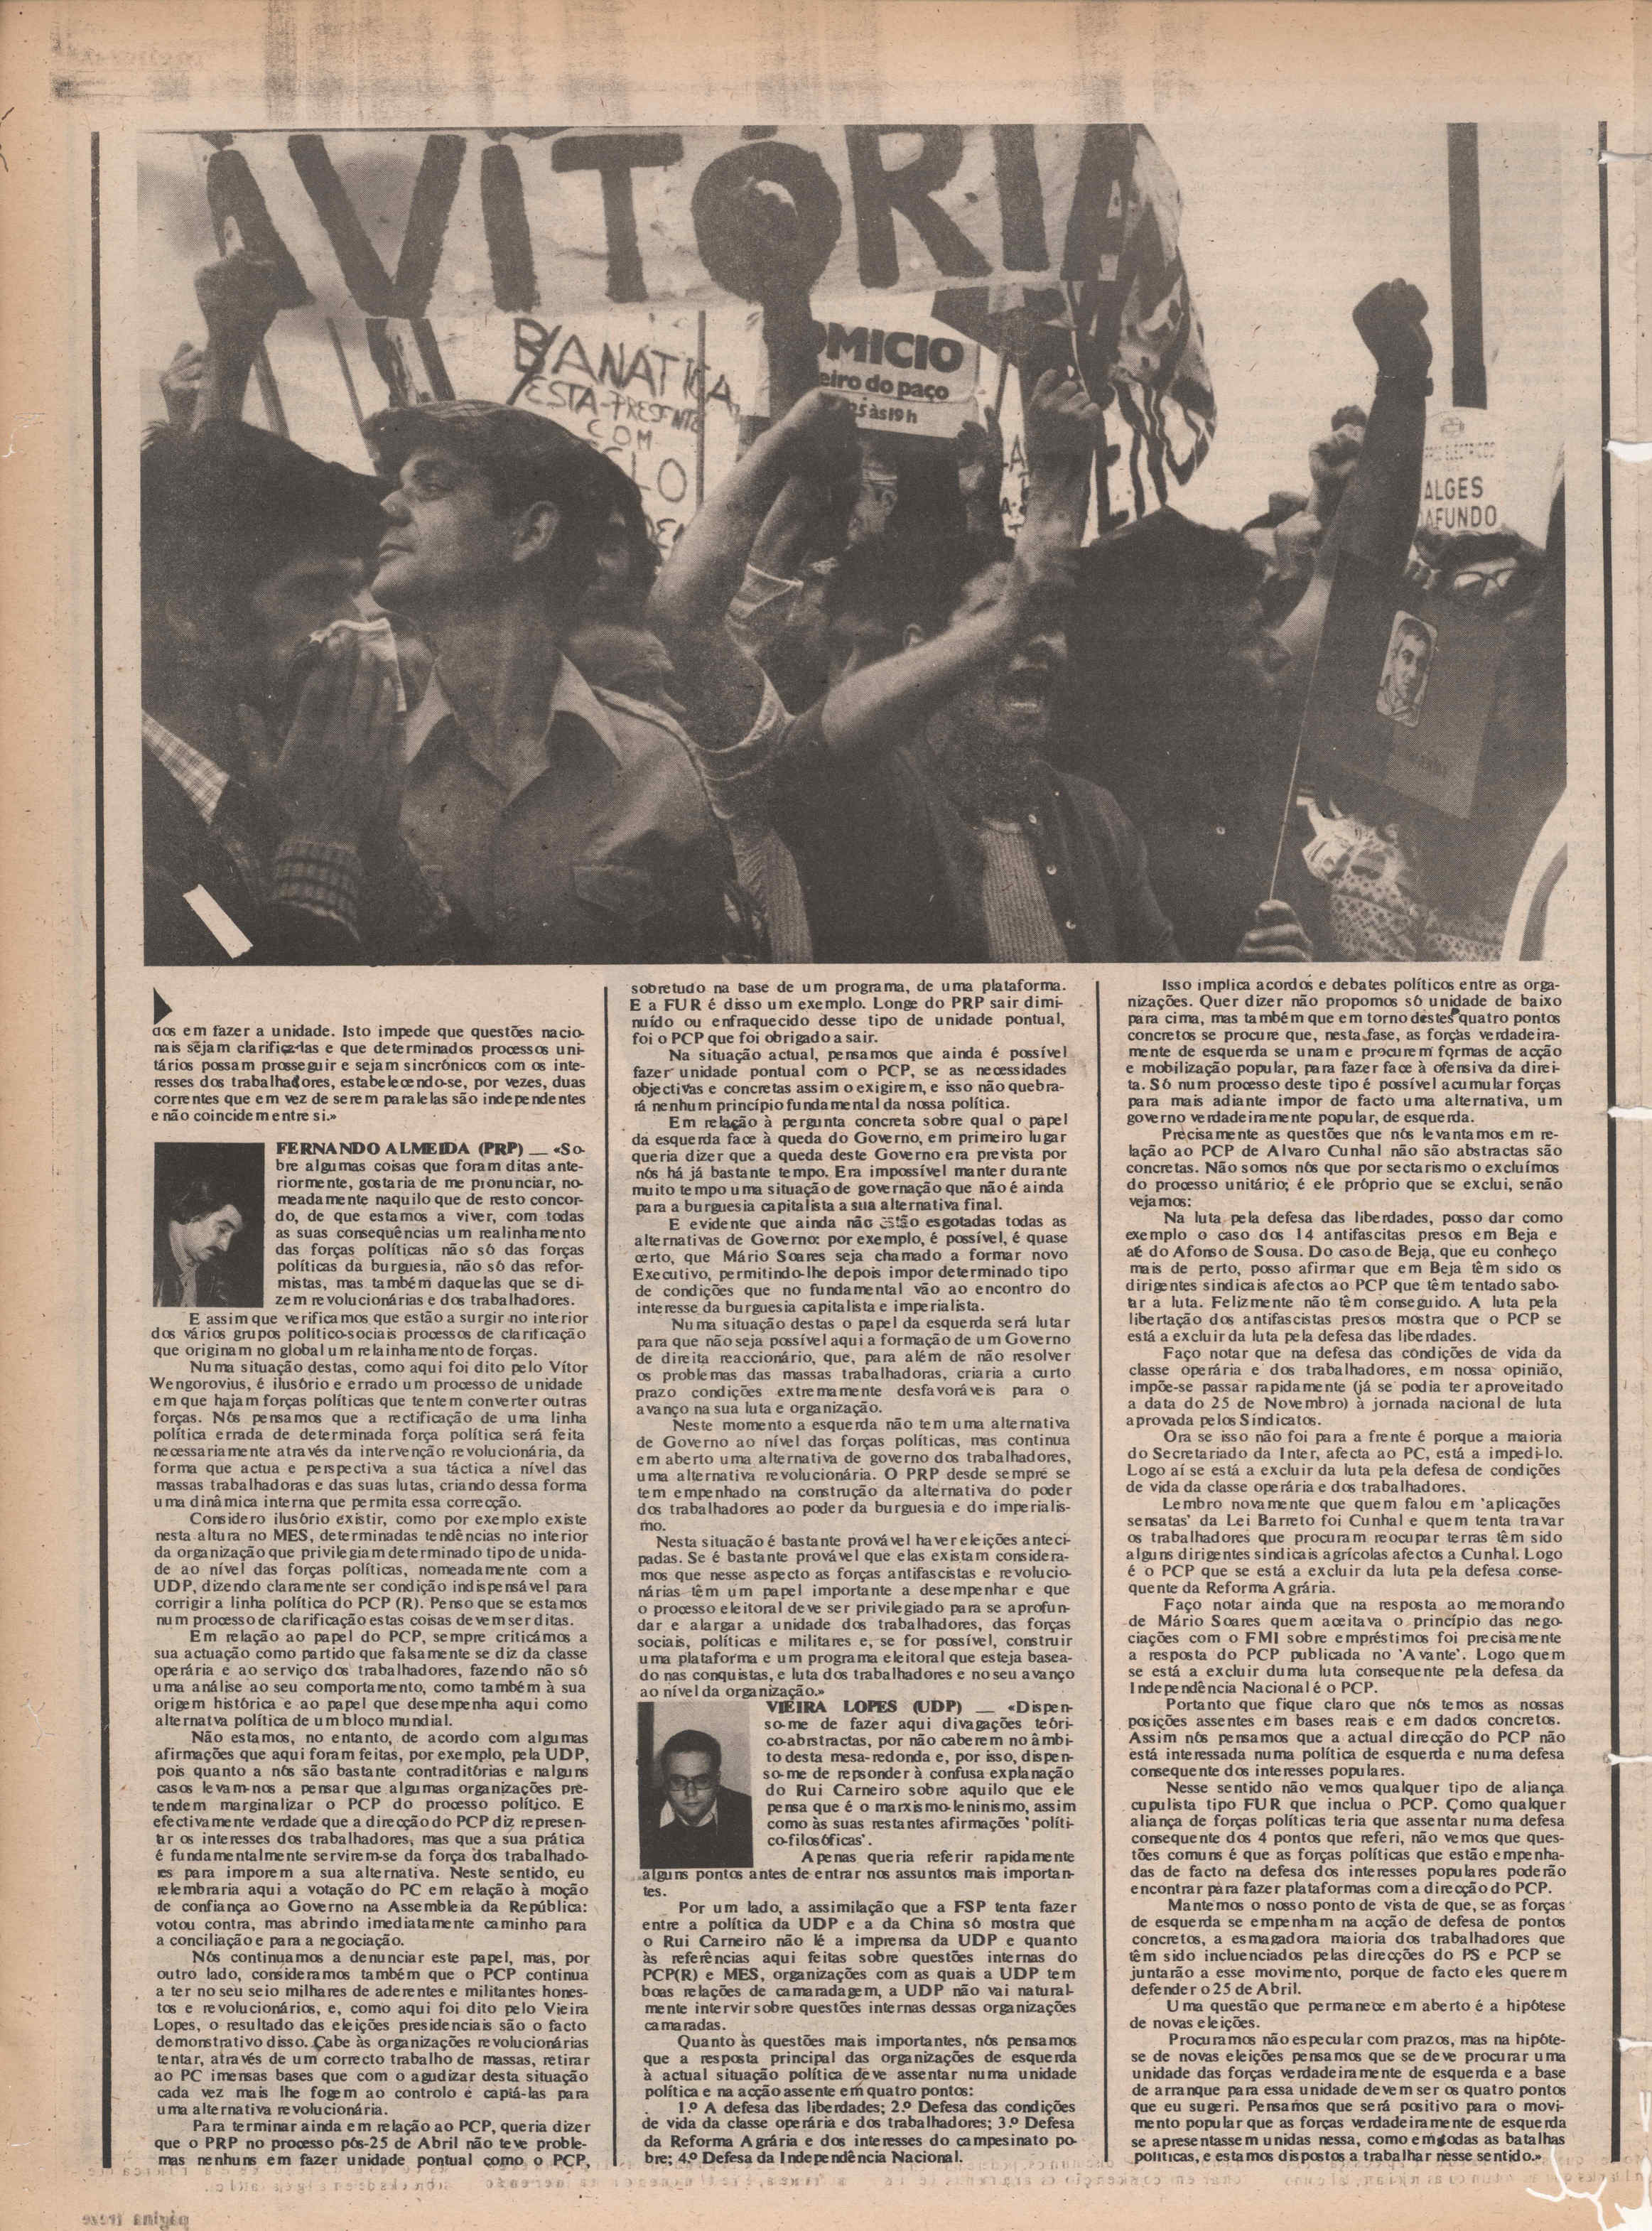 VITÓRIA
B/ANATICA
ESTA-PRESENTE
COM
OMICIO
eiro do paço
25 às 19 h
ALGES
DAFUNDO
dos em fazer a unidade. Isto impede que questões nacio-
nais sejam clarificadas e que determinados processos uni-
tários possam prosseguir e sejam sincrónicos com os inte-
resses dos trabalhadores, estabelecendo-se, por vezes, duas
correntes que em vez de serem paralelas são independentes
e não coincidem entre si.»
FERNANDO ALMEIDA (PRP) — «So-
bre algumas coisas que foram ditas ante-
riormente, gostaria de me pronunciar, no-
meadamente naquilo que de resto concor-
do, de que estamos a viver, com todas
as suas consequências um realinhamento
das forças políticas não só das forças
políticas da burguesia, não só das refor-
mistas, mas também daquelas que se di-
zem revolucionárias e dos trabalhadores.
E assim que verificamos que estão a surgir no interior
dos vários grupos político-sociais processos de clarificação
que originam no global um relainhamento de forças.
Numa situação destas, como aqui foi dito pelo Vítor
Wengorovius, é ilusório e errado um processo de unidade
em que hajam forças políticas que tentem converter outras
forças. Nós pensamos que a rectificação de uma linha
política errada de determinada força política será feita
necessariamente através da intervenção revolucionária, da
forma que actua e perspectiva a sua táctica a nível das
massas trabalhadoras e das suas lutas, criando dessa forma
uma dinâmica interna que permita essa correcção.
Considero ilusório existir, como por exemplo existe
nesta altura no MES, determinadas tendências no interior
da organização que privilegiam determinado tipo de unida-
de ao nível das forças políticas, nomeadamente com a
UDP, dizendo claramente ser condição indispensável para
corrigir a linha política do PCP (R). Penso que se estamos
num processo de clarificação estas coisas devem ser ditas.
Em relação ao papel do PCP, sempre criticámos a
sua actuação como partido que falsamente se diz da classe
operária e ao serviço dos trabalhadores, fazendo não só
uma análise ao seu comportamento, como também à sua
origem histórica e ao papel que desempenha aqui como
alternatva política de um bloco mundial.
Não estamos, no entanto, de acordo com algumas
afirmações que aqui foram feitas, por exemplo, pela UDP,
pois quanto a nós são bastante contraditórias e nalguns
casos levam-nos a pensar que algumas organizações pre-
tendem marginalizar o PCP do processo político. E
efectivamente verdade que a direcção do PCP diz represen-
tar os interesses dos trabalhadores, mas que a sua prática
é fundamentalmente servirem-se da força dos trabalhado-
res para imporem a sua alternativa. Neste sentido, eu
relembraria aqui a votação do PC em relação à moção
de confiança ao Governo na Assembleia da República:
votou contra, mas abrindo imediatamente caminho para
a conciliação e para a negociação.
Nós continuamos a denunciar este papel, mas, por
outro lado, consideramos também que o PCP continua
a ter no seu seio milhares de aderentes e militantes hones-
tos e revolucionários, e, como aqui foi dito pelo Vieira
Lopes, o resultado das eleições presidenciais são o facto
demonstrativo disso. Cabe às organizações revolucionárias
tentar, através de um correcto trabalho de massas, retirar
ao PC imensas bases que com o agudizar desta situação
cada vez mais lhe fogem ao controlo e captá-las para
uma alternativa revolucionária.
Para terminar ainda em relação ao PCP, queria dizer
que o PRP no processo pós-25 de Abril não teve proble-
mas nenhuns em fazer unidade pontual como o PCP,
sobretudo na base de um programa, de uma plataforma.
E a FUR é disso um exemplo. Longe do PRP sair dimi-
nuído ou enfraquecido desse tipo de unidade pontual,
foi o PCP que foi obrigado a sair.
Na situação actual, pensamos que ainda é possível
fazer unidade pontual com o PCP, se as necessidades
objectivas e concretas assim o exigirem, e isso não quebra-
rá nenhum princípio fundamental da nossa política.
Em relação à pergunta concreta sobre qual o papel
da esquerda face à queda do Governo, em primeiro lugar
queria dizer que a queda deste Governo era prevista por
nós há já bastante tempo. Era impossível manter durante
muito tempo uma situação de governação que não é ainda
para a burguesia capitalista a sua alternativa final.
E evidente que ainda não estão esgotadas todas as
alternativas de Governo: por exemplo, é possível, é quase
certo, que Mário Soares seja chamado a formar novo
Executivo, permitindo-lhe depois impor determinado tipo
de condições que no fundamental vão ao encontro do
interesse da burguesia capitalista e imperialista.
Numa situação destas o papel da esquerda será lutar
para que não seja possível aqui a formação de um Governo
de direita reaccionário, que, para além de não resolver
os problemas das massas trabalhadoras, criaria a curto
prazo condições extremamente desfavoráveis para o
avanço na sua luta e organização.
Neste momento a esquerda não tem uma alternativa
de Governo ao nível das forças políticas, mas continua
em aberto uma alternativa de governo dos trabalhadores,
uma alternativa revolucionária. O PRP desde sempre se
tem empenhado na construção da alternativa do poder
dos trabalhadores ao poder da burguesia e do imperialis-
mo.
Nesta situação é bastante provável haver eleições anteci-
padas. Se é bastante provável que elas existam considera-
mos que nesse aspecto as forças antifascistas e revolucio-
nárias têm um papel importante a desempenhar e que
o processo eleitoral deve ser privilegiado para se aprofun-
dar e alargar a unidade dos trabalhadores, das forças
sociais, políticas e militares e, se for possível, construir
uma plataforma e um programa eleitoral que esteja basea-
do nas conquistas, e luta dos trabalhadores e no seu avanço
ao nível da organização.»
VIEIRA LOPES (UDP) — «Dispen-
so-me de fazer aqui divagações teóri-
co-abrstractas, por não caberem no âmbi-
to desta mesa-redonda e, por isso, dispen-
so-me de repsonder à confusa explanação
do Rui Carneiro sobre aquilo que ele
pensa que é o marxismo-leninismo, assim
como às suas restantes afirmações 'políti-
co-filosóficas'.
Apenas queria referir rapidamente
alguns pontos antes de entrar nos assuntos mais importan-
tes.
Por um lado, a assimilação que a FSP tenta fazer
entre a política da UDP e a da China só mostra que
o Rui Carneiro não lé a imprensa da UDP e quanto
às referências aqui feitas sobre questões internas do
PCP(R) e MES, organizações com as quais a UDP tem
boas relações de camaradagem, a UDP não vai natural-
mente intervir sobre questões internas dessas organizações
camaradas.
Quanto às questões mais importantes, nós pensamos
que a resposta principal das organizações de esquerda
à actual situação política deve assentar numa unidade
política e na acção assente em quatro pontos:
1.º A defesa das liberdades; 2.º Defesa das condições
de vida da classe operária e dos trabalhadores; 3.º Defesa
da Reforma Agrária e dos interesses do campesinato po-
bre; 4.º Defesa da Independência Nacional.
Isso implica acordos e debates políticos entre as orga-
nizações. Quer dizer não propomos só unidade de baixo
para cima, mas também que em torno destes quatro pontos
concretos se procure que, nesta fase, as forças verdadeira-
mente de esquerda se unam e procurem formas de acção
e mobilização popular, para fazer face à ofensiva da direi-
ta. Só num processo deste tipo é possível acumular forças
para mais adiante impor de facto uma alternativa, um
governo verdadeiramente popular, de esquerda.
Precisamente as questões que nós levantamos em re-
lação ao PCP de Alvaro Cunhal não são abstractas são
concretas. Não somos nós que por sectarismo o excluímos
do processo unitário; é ele próprio que se exclui, senão
vejamos:
Na luta pela defesa das liberdades, posso dar como
exemplo o caso dos 14 antifascitas presos em Beja e
até do Afonso de Sousa. Do caso de Beja, que eu conheço
mais de perto, posso afirmar que em Beja têm sido os
dirigentes sindicais afectos ao PCP que têm tentado sabo-
tar a luta. Felizmente não têm conseguido. A luta pela
libertação dos antifascistas presos mostra que o PCP se
está a excluir da luta pela defesa das liberdades.
Faço notar que na defesa das condições de vida da
classe operária e dos trabalhadores, em nossa opinião,
impõe-se passar rapidamente (já se podia ter aproveitado
a data do 25 de Novembro) à jornada nacional de luta
aprovada pelos Sindicatos.
Ora se isso não foi para a frente é porque a maioria
do Secretariado da Inter, afecta ao PC, está a impedi-lo.
Logo aí se está a excluir da luta pela defesa de condições
de vida da classe operária e dos trabalhadores.
Lembro novamente que quem falou em 'aplicações
sensatas' da Lei Barreto foi Cunhal e quem tenta travar
os trabalhadores que procuram reocupar terras têm sido
alguns dirigentes sindicais agrícolas afectos a Cunhal. Logo
é o PCP que se está a excluir da luta pela defesa conse-
quente da Reforma Agrária.
Faço notar ainda que na resposta ao memorando
de Mário Soares quem aceitava o princípio das nego-
ciações com o FMI sobre empréstimos foi precisamente
a resposta do PCP publicada no 'Avante'. Logo quem
se está a excluir duma luta consequente pela defesa da
Independência Nacional é o PCP.
Portanto que fique claro que nós temos as nossas
posições assentes em bases reais e em dados concretos.
Assim nós pensamos que a actual direcção do PCP não
está interessada numa política de esquerda e numa defesa
consequente dos interesses populares.
Nesse sentido não vemos qualquer tipo de aliança
cupulista tipo FUR que inclua o PCP. Como qualquer
aliança de forças políticas teria que assentar numa defesa
consequente dos 4 pontos que referi, não vemos que ques-
tões comuns é que as forças políticas que estão empenha-
das de facto na defesa dos interesses populares poderão
encontrar para fazer plataformas com a direcção do PCP.
Mantemos o nosso ponto de vista de que, se as forças
de esquerda se empenham na acção de defesa de pontos
concretos, a esmagadora maioria dos trabalhadores que
têm sido incluenciados pelas direcções do PS e PCP se
juntarão a esse movimento, porque de facto eles querem
defender o 25 de Abril.
Uma questão que permanece em aberto é a hipótese
de novas eleições.
Procuramos não especular com prazos, mas na hipóte-
se de novas eleições pensamos que se deve procurar uma
unidade das forças verdadeiramente de esquerda e a base
de arranque para essa unidade devem ser os quatro pontos
que eu sugeri. Pensamos que será positivo para o movi-
mento popular que as forças verdadeiramente de esquerda
se apresentassem unidas nessa, como em todas as batalhas
políticas, e estamos dispostos a trabalhar nesse sentido.»